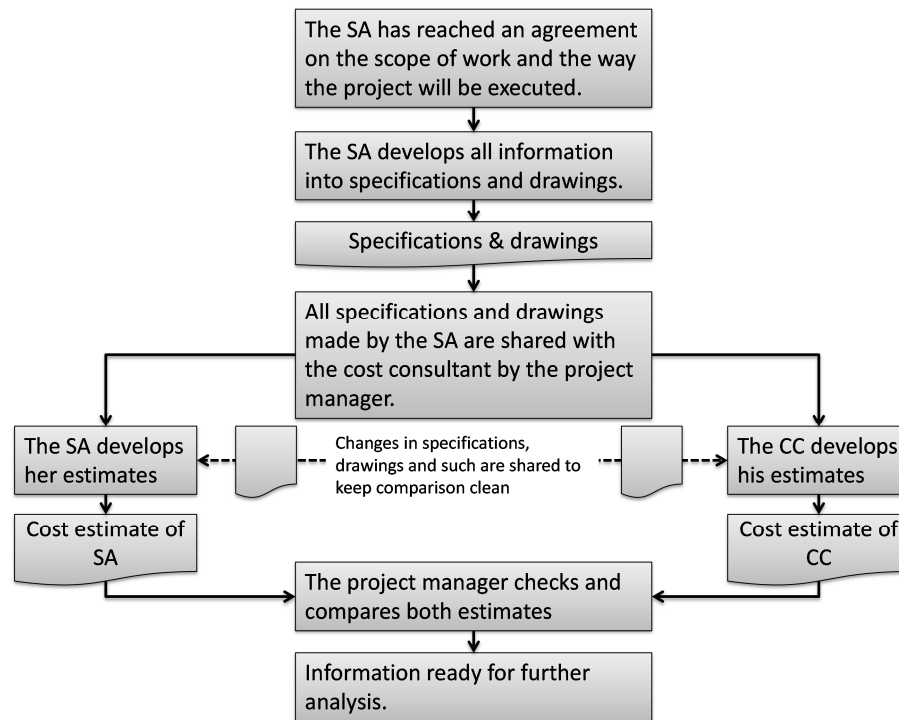 The SA has reached an agreement
on the scope of work and the way
the project will be executed.
The SA develops all information
into specifications and drawings.
Specifications & drawings
All specifications and drawings
made by the SA are shared with
the cost consultant by the project
manager.
The SA develops
her estimates
Changes in specifications,
drawings and such are shared to
keep comparison clean
The CC develops
his estimates
Cost estimate of
SA
Cost estimate of
CC
The project manager checks and
compares both estimates
Information ready for further
analysis.